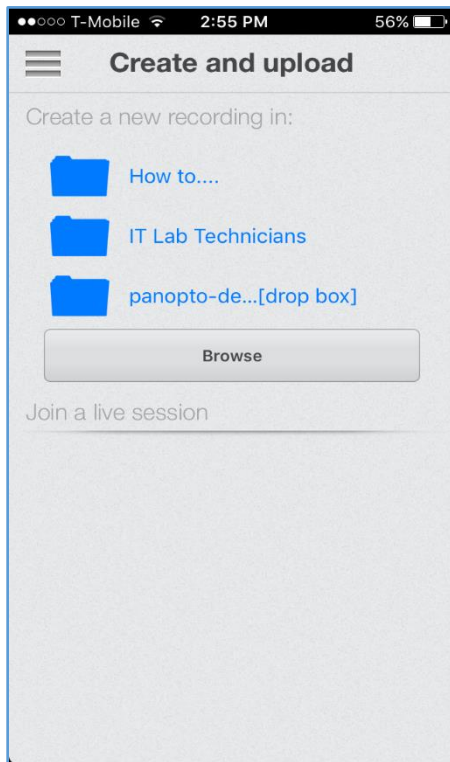 ●●○○○ T-Mobile 2:55 PM 56%
Create and upload
Create a new recording in:
How to....
IT Lab Technicians
panopto-de...[drop box]
Browse
Join a live session